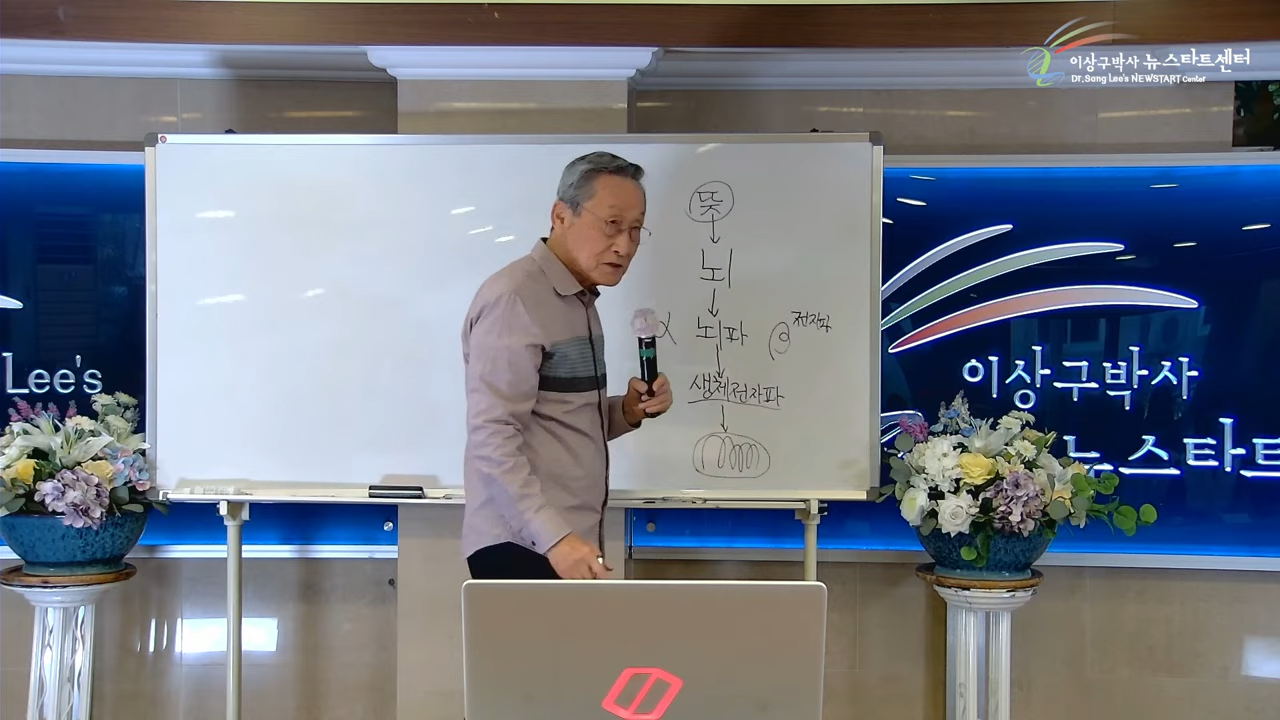 이상구박사 뉴스타트센터
Dr. Sang Lee's NEWSTART Center
뜻
뇌
뇌파
전자파
생체전자파
Lee's
이상구박사
뉴스타트